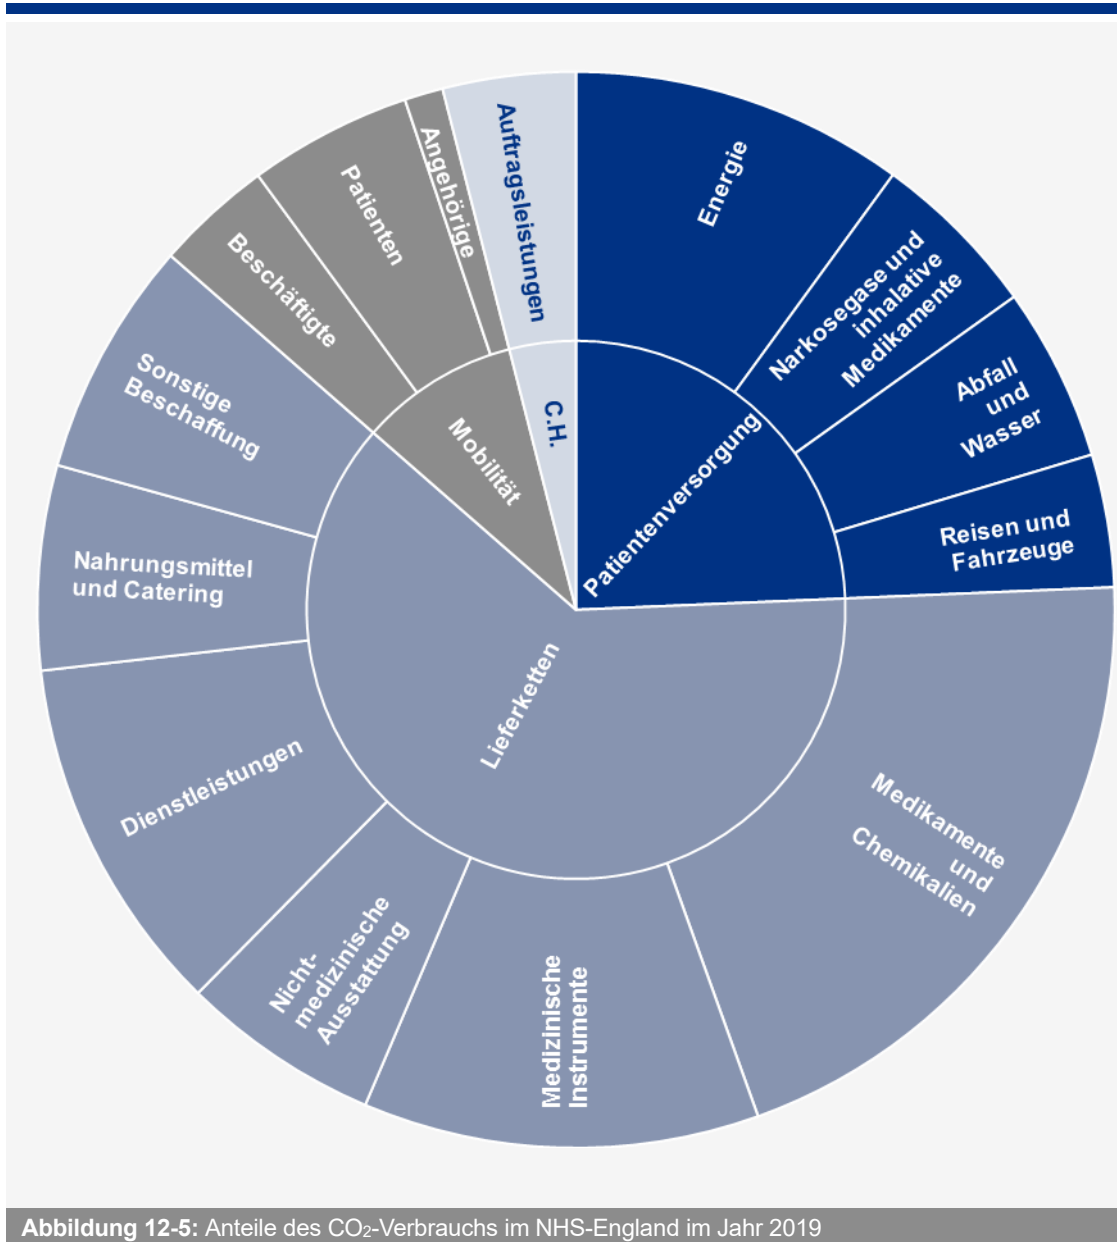 Energie
Narkosegase und
inhalative
Medikamente
Abfall
und
Wasser
Reisen und
Fahrzeuge
Medikamente
und
Chemikalien
Medizinische
Instrumente
Nicht-
medizinische
Ausstattung
Dienstleistungen
Nahrungsmittel
und Catering
Sonstige
Beschaffung
Beschäftigte
Patienten
Angehörige
Auftragsleistungen
Patientenversorgung
Lieferketten
Mobilität
C.H.
Abbildung 12-5: Anteile des CO₂-Verbrauchs im NHS-England im Jahr 2019